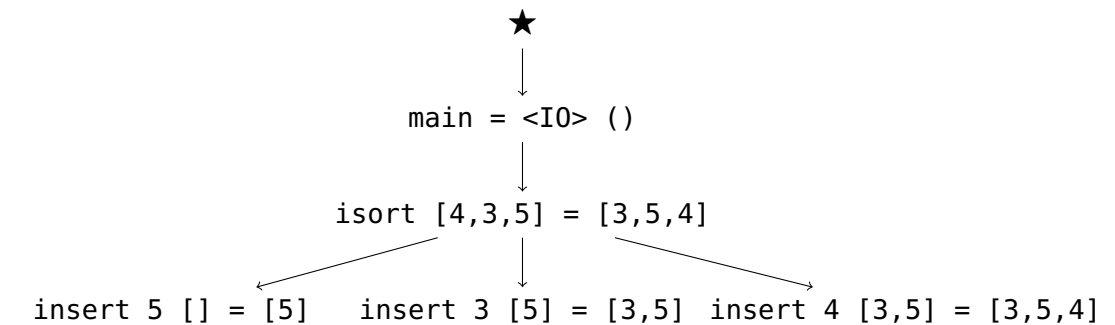 ★
main = <IO> ()
isort [4,3,5] = [3,5,4]
insert 5 [] = [5] insert 3 [5] = [3,5] insert 4 [3,5] = [3,5,4]